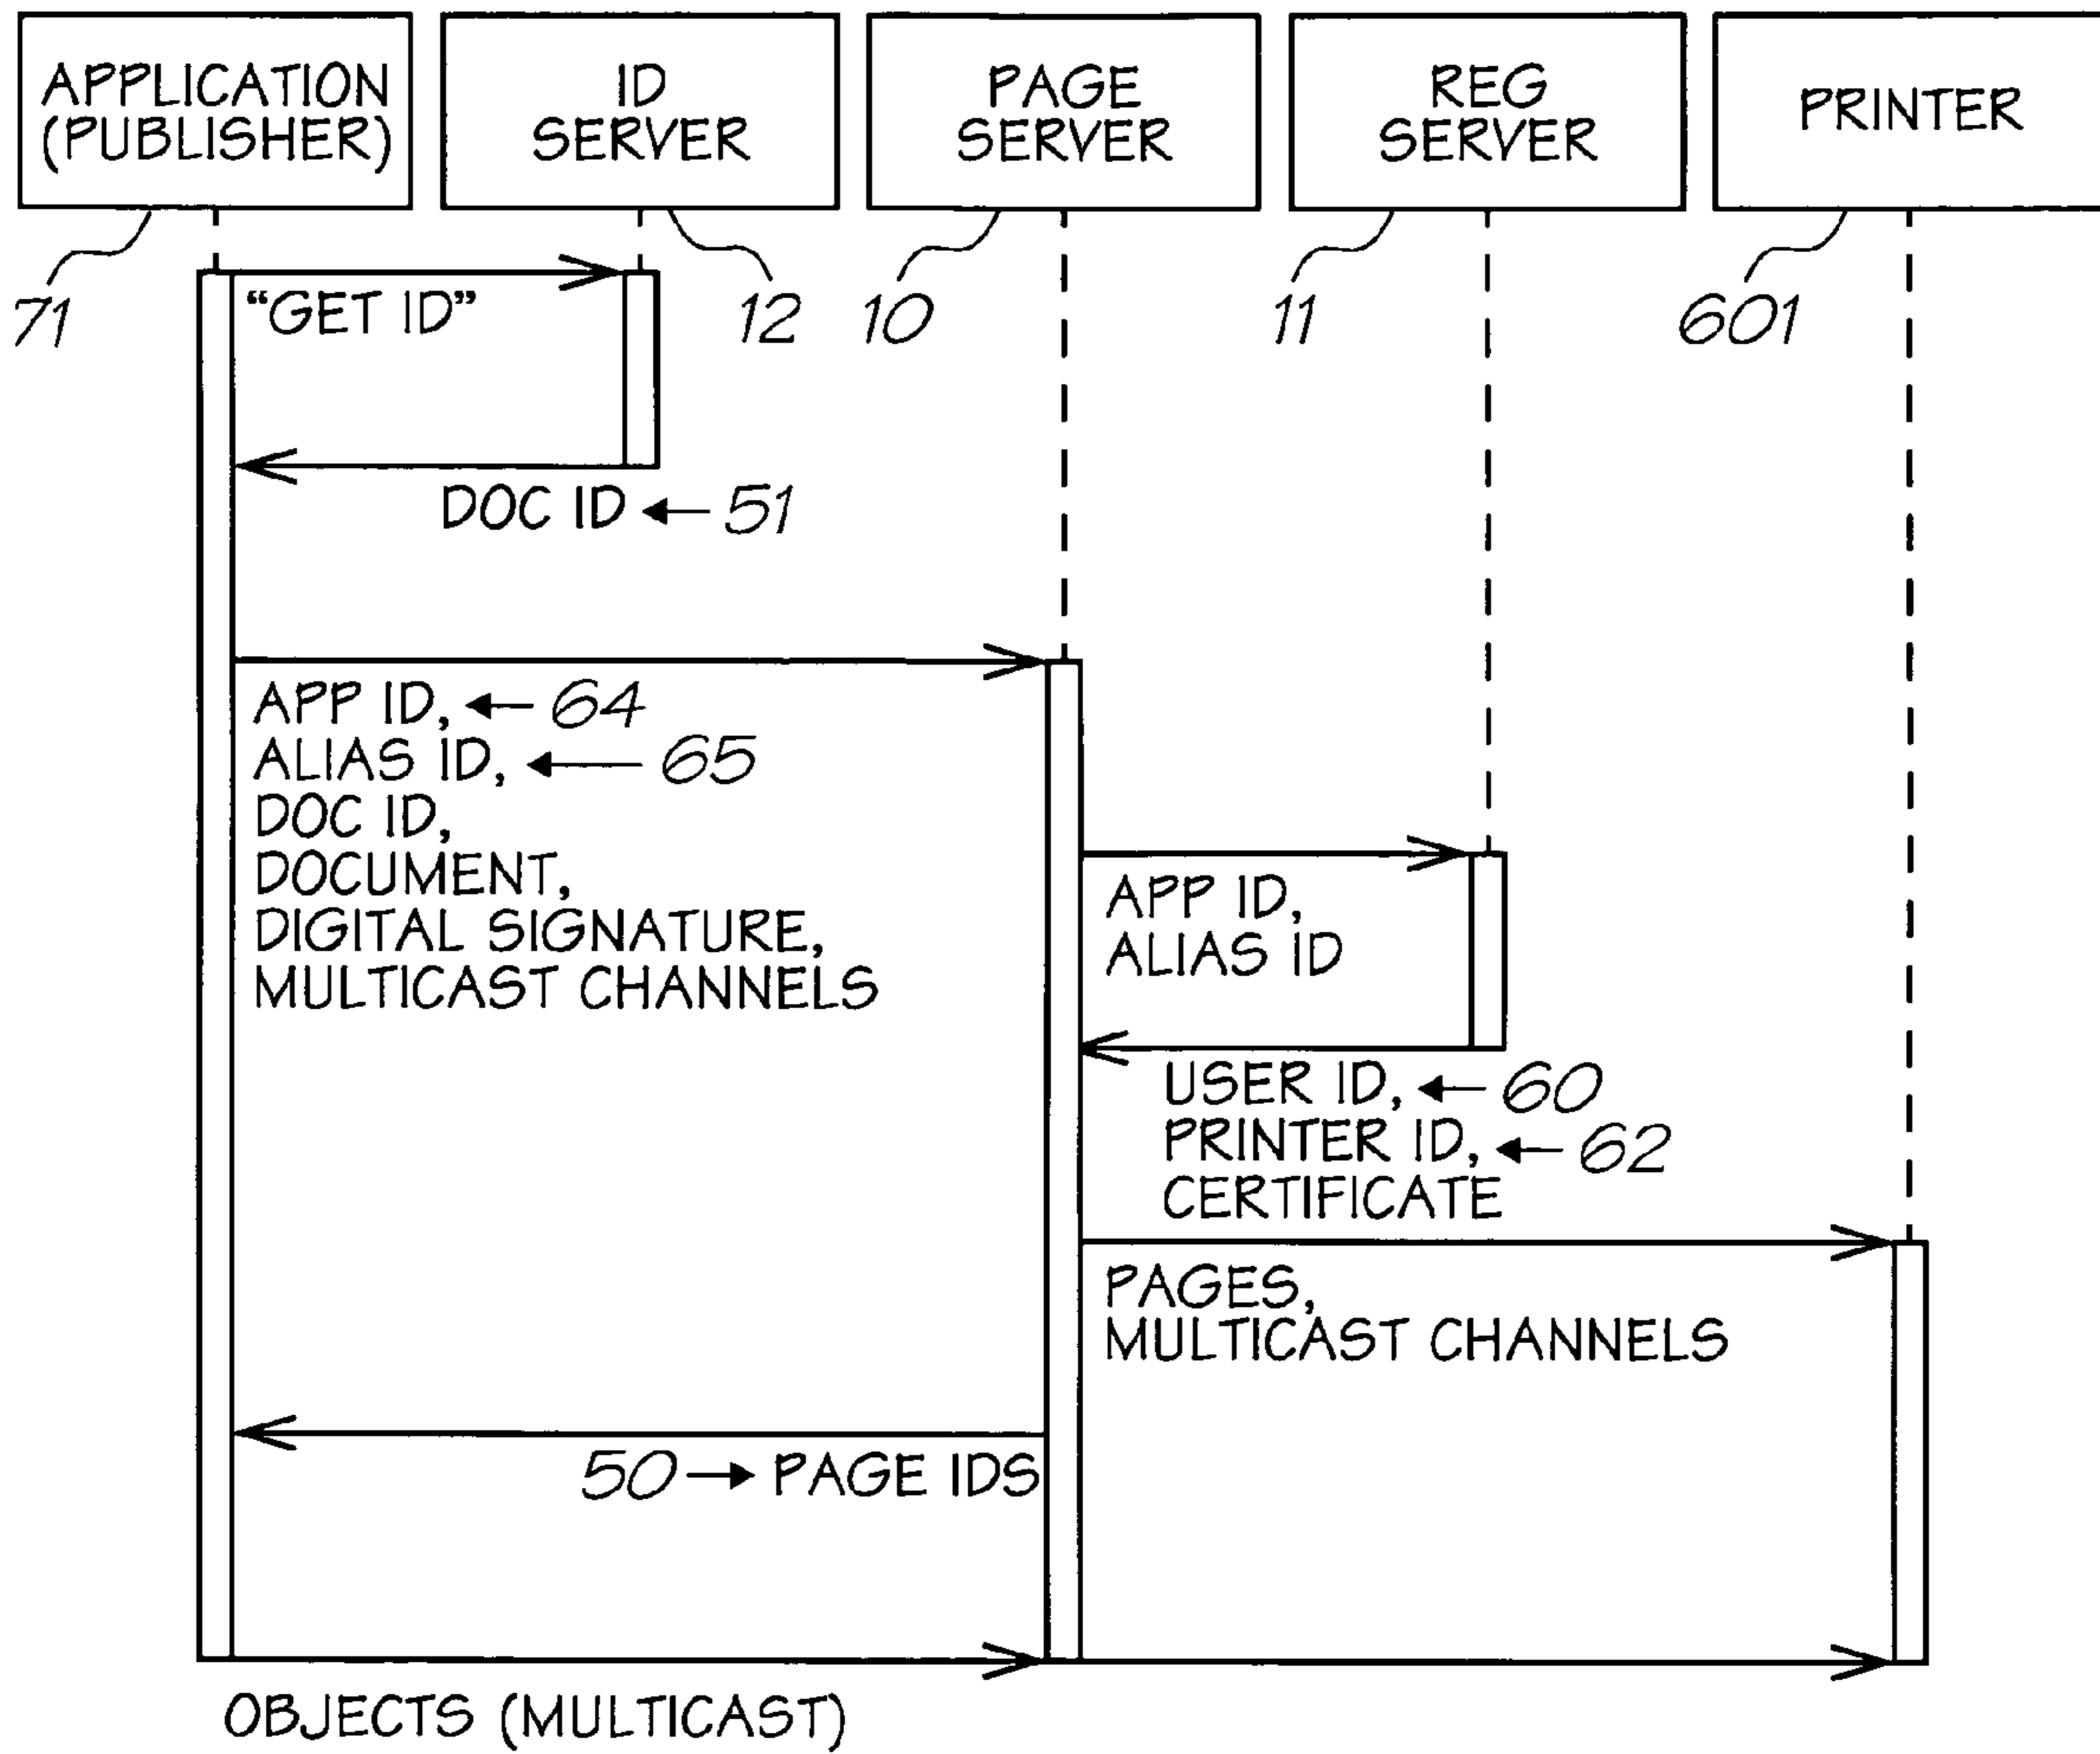 APPLICATION
(PUBLISHER)
ID
SERVER
PAGE
SERVER
REG
SERVER
PRINTER
71
12
10
11
601
"GET ID"
DOC ID
51
APP ID,
64
ALIAS ID,
65
DOC ID,
DOCUMENT,
DIGITAL SIGNATURE,
MULTICAST CHANNELS
APP ID,
ALIAS ID
USER ID,
60
PRINTER ID,
62
CERTIFICATE
PAGES,
MULTICAST CHANNELS
50
PAGE IDS
OBJECTS (MULTICAST)